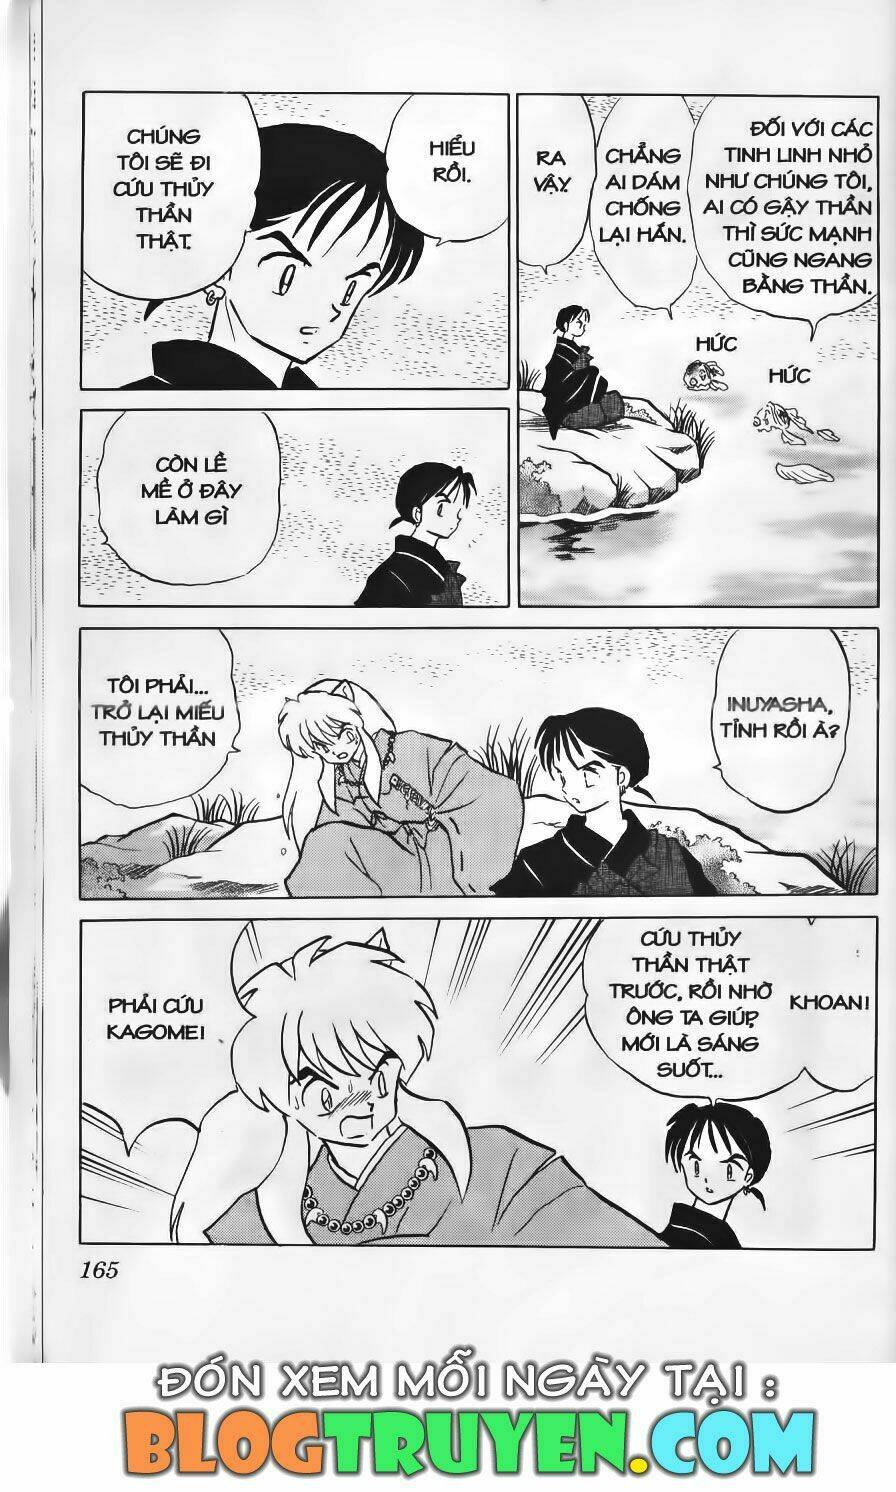 ĐỐI VỚI CÁC
TINH LINH NHỎ
NHƯ CHÚNG TÔI,
AI CÓ GẬY THẦN
THÌ SỨC MẠNH
CŨNG NGANG
BẰNG THẦN.
CHẲNG
AI DÁM
CHỐNG
LẠI HẮN.
RA
VẬY.
HỨC
HỨC
HIỂU
RỒI.
CHÚNG
TÔI SẼ ĐI
CỨU THỦY
THẦN
THẬT.
CÒN LỀ
MỀ Ở ĐÂY
LÀM GÌ
INUYASHA,
TỈNH RỒI À?
TÔI PHẢI...
TRỞ LẠI MIẾU
THỦY THẦN
KHOAN!
CỨU THỦY
THẦN THẬT
TRƯỚC, RỒI NHỜ
ÔNG TA GIÚP,
MỚI LÀ SÁNG
SUỐT...
PHẢI CỨU
KAGOME!
165
ĐÓN XEM MỖI NGÀY TẠI :
BLOGTRUYEN.COM